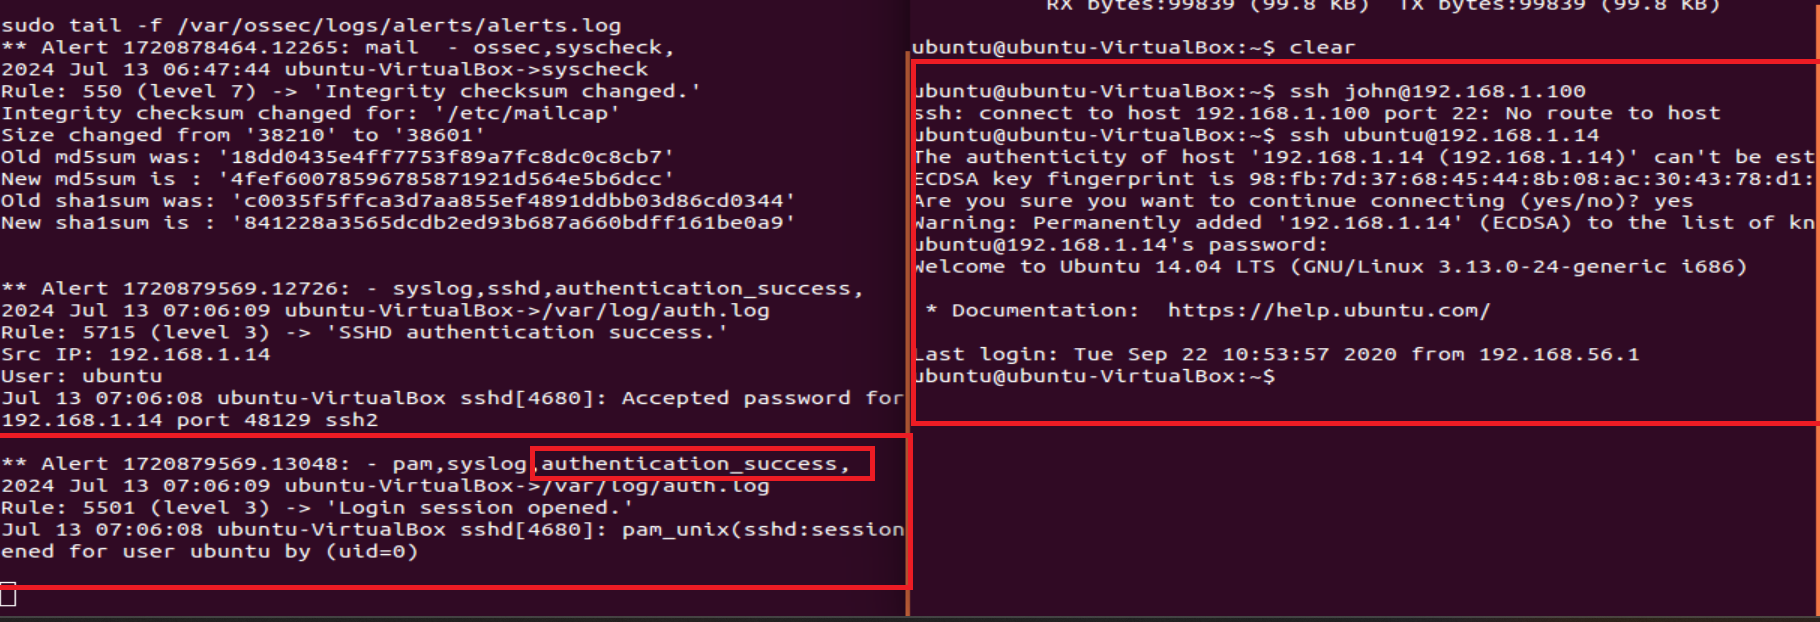 sudo tail -f /var/ossec/logs/alerts/alerts.log
** Alert 1720878464.12265: mail  - ossec,syscheck,
2024 Jul 13 06:47:44 ubuntu-VirtualBox->syscheck
Rule: 550 (level 7) -> 'Integrity checksum changed.'
Integrity checksum changed for: '/etc/mailcap'
Size changed from '38210' to '38601'
Old md5sum was: '18dd0435e4ff7753f89a7fc8dc0c8cb7'
New md5sum is : '4fef60078596785871921d564e5b6dcc'
Old sha1sum was: 'c0035f5ffca3d7aa855ef4891ddbb03d86cd0344'
New sha1sum is : '841228a3565dcdb2ed93b687a660bdff161be0a9'
** Alert 1720879569.12726: - syslog,sshd,authentication_success,
2024 Jul 13 07:06:09 ubuntu-VirtualBox->/var/log/auth.log
Rule: 5715 (level 3) -> 'SSHD authentication success.'
Src IP: 192.168.1.14
User: ubuntu
Jul 13 07:06:08 ubuntu-VirtualBox sshd[4680]: Accepted password for
192.168.1.14 port 48129 ssh2
** Alert 1720879569.13048: - pam,syslog,authentication_success,
2024 Jul 13 07:06:09 ubuntu-VirtualBox->/var/log/auth.log
Rule: 5501 (level 3) -> 'Login session opened.'
Jul 13 07:06:08 ubuntu-VirtualBox sshd[4680]: pam_unix(sshd:session
ened for user ubuntu by (uid=0)
RX bytes:99839 (99.8 KB)  TX bytes:99839 (99.8 KB)
ubuntu@ubuntu-VirtualBox:~$ clear
ubuntu@ubuntu-VirtualBox:~$ ssh john@192.168.1.100
ssh: connect to host 192.168.1.100 port 22: No route to host
ubuntu@ubuntu-VirtualBox:~$ ssh ubuntu@192.168.1.14
The authenticity of host '192.168.1.14 (192.168.1.14)' can't be est
ECDSA key fingerprint is 98:fb:7d:37:68:45:44:8b:08:ac:30:43:78:d1:
Are you sure you want to continue connecting (yes/no)? yes
Warning: Permanently added '192.168.1.14' (ECDSA) to the list of kn
ubuntu@192.168.1.14's password:
Welcome to Ubuntu 14.04 LTS (GNU/Linux 3.13.0-24-generic i686)
* Documentation:  https://help.ubuntu.com/
Last login: Tue Sep 22 10:53:57 2020 from 192.168.56.1
ubuntu@ubuntu-VirtualBox:~$